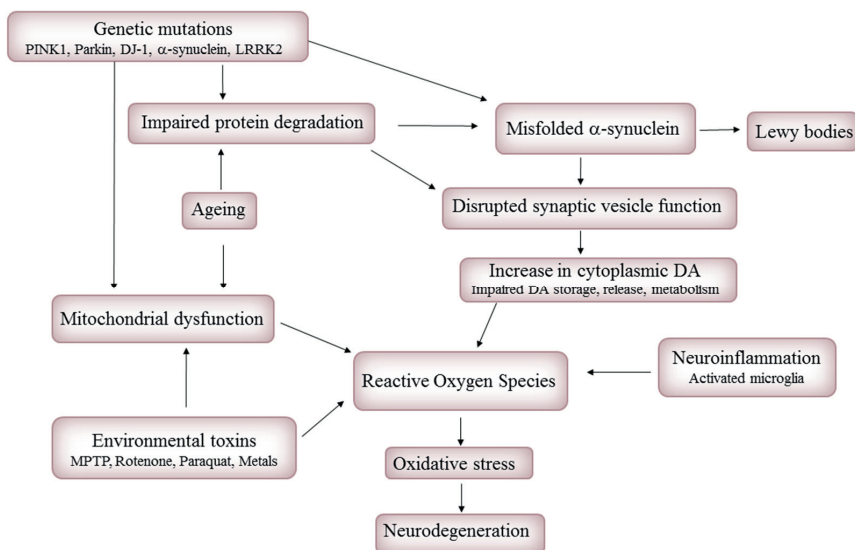 Genetic mutations
PINK1, Parkin, DJ-1, α-synuclein, LRRK2
Impaired protein degradation
Misfolded α-synuclein
Lewy bodies
Ageing
Disrupted synaptic vesicle function
Increase in cytoplasmic DA
Impaired DA storage, release, metabolism
Mitochondrial dysfunction
Neuroinflammation
Activated microglia
Reactive Oxygen Species
Environmental toxins
MPTP, Rotenone, Paraquat, Metals
Oxidative stress
Neurodegeneration